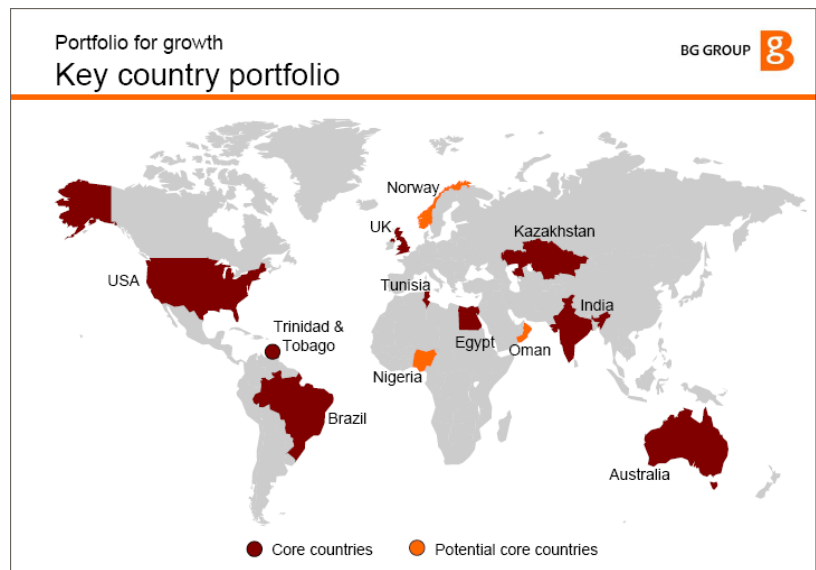 Portfolio for growth
Key country portfolio
BG GROUP
g
Norway
UK
Kazakhstan
USA
Tunisia
India
Trinidad &
Tobago
Egypt
Oman
Nigeria
Brazil
Australia
Core countries
Potential core countries